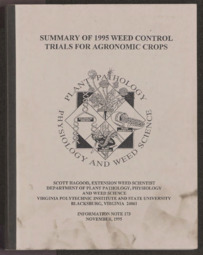 SUMMARY OF 1995 WEED CONTROL
TRIALS FOR AGRONOMIC CROPS
PLANT PATHOLOGY
PHYSIOLOGY AND WEED SCIENCE
SCOTT HAGOOD, EXTENSION WEED SCIENTIST
DEPARTMENT OF PLANT PATHOLOGY, PHYSIOLOGY
AND WEED SCIENCE
VIRGINIA POLYTECHNIC INSTITUTE AND STATE UNIVERSITY
BLACKSBURG, VIRGINIA 24061
INFORMATION NOTE
NOVEMBER, 1995